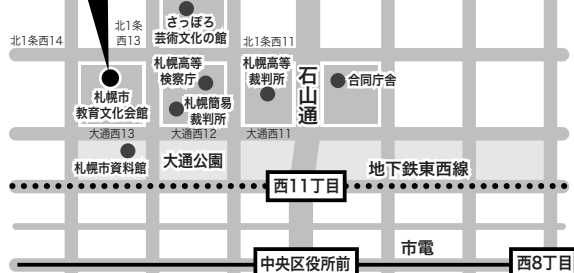 さっぽろ
芸術文化の館
北1条西14
北1条
西13
北1条西11
札幌高等
検察庁
札幌高等
裁判所
石山通
合同庁舎
札幌市
教育文化会館
札幌簡易
裁判所
大通西13
大通西12
大通西11
札幌市資料館
大通公園
地下鉄東西線
西11丁目
市電
中央区役所前
西8丁目